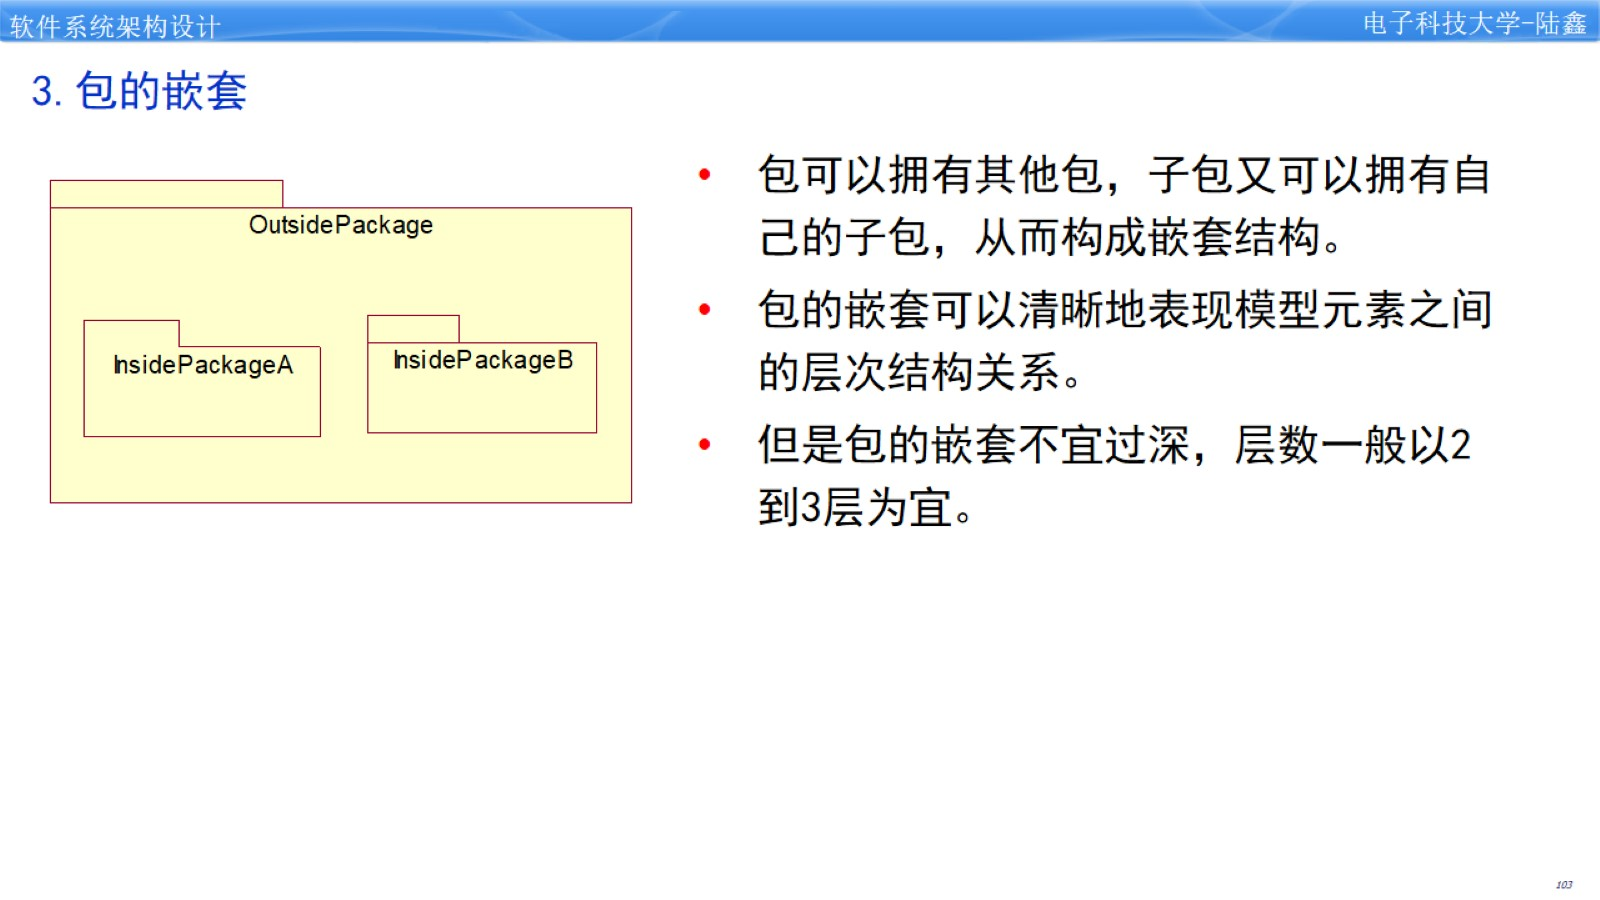 软件系统架构设计
电子科技大学-陆鑫
3. 包的嵌套
OutsidePackage
InsidePackageA
InsidePackageB
• 包可以拥有其他包，子包又可以拥有自
己的子包，从而构成嵌套结构。
• 包的嵌套可以清晰地表现模型元素之间
的层次结构关系。
• 但是包的嵌套不宜过深，层数一般以2
到3层为宜。
103